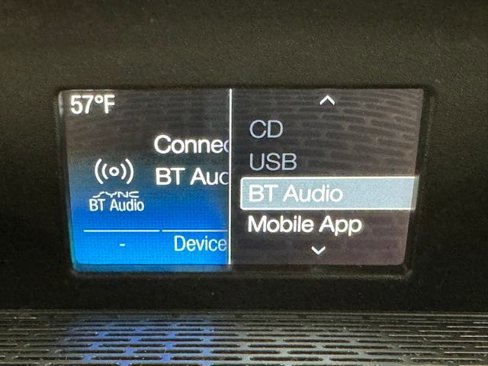 57°F
Connec
BT Aud
SYNC
BT Audio
- Device
CD
USB
BT Audio
Mobile App